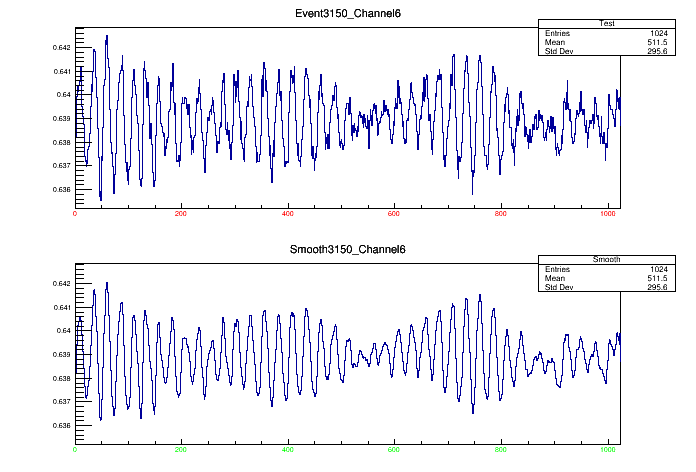 Event3150_Channel6
Test
Entries 1024
Mean 511.5
Std Dev 295.6
0.642
0.641
0.64
0.639
0.638
0.637
0.636
0 200 400 600 800 1000
Smooth3150_Channel6
Smooth
Entries 1024
Mean 511.5
Std Dev 295.6
0.642
0.641
0.64
0.639
0.638
0.637
0.636
0 200 400 600 800 1000